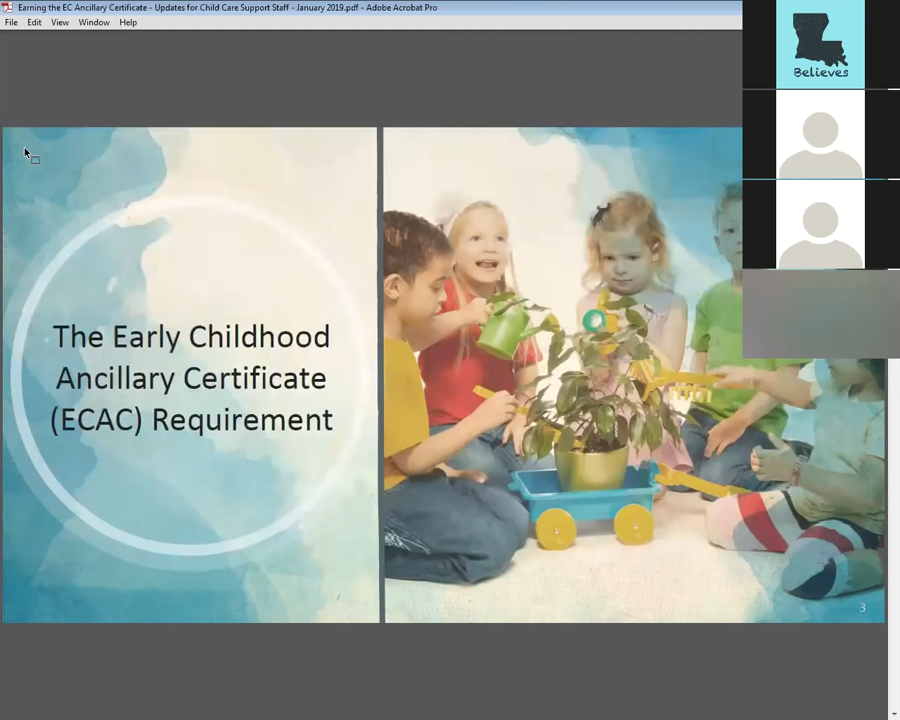 Earning the EC Ancillary Certificate - Updates for Child Care Support Staff - January 2019.pdf - Adobe Acrobat Pro
File Edit View Window Help
Believes
The Early Childhood
Ancillary Certificate
(ECAC) Requirement
3